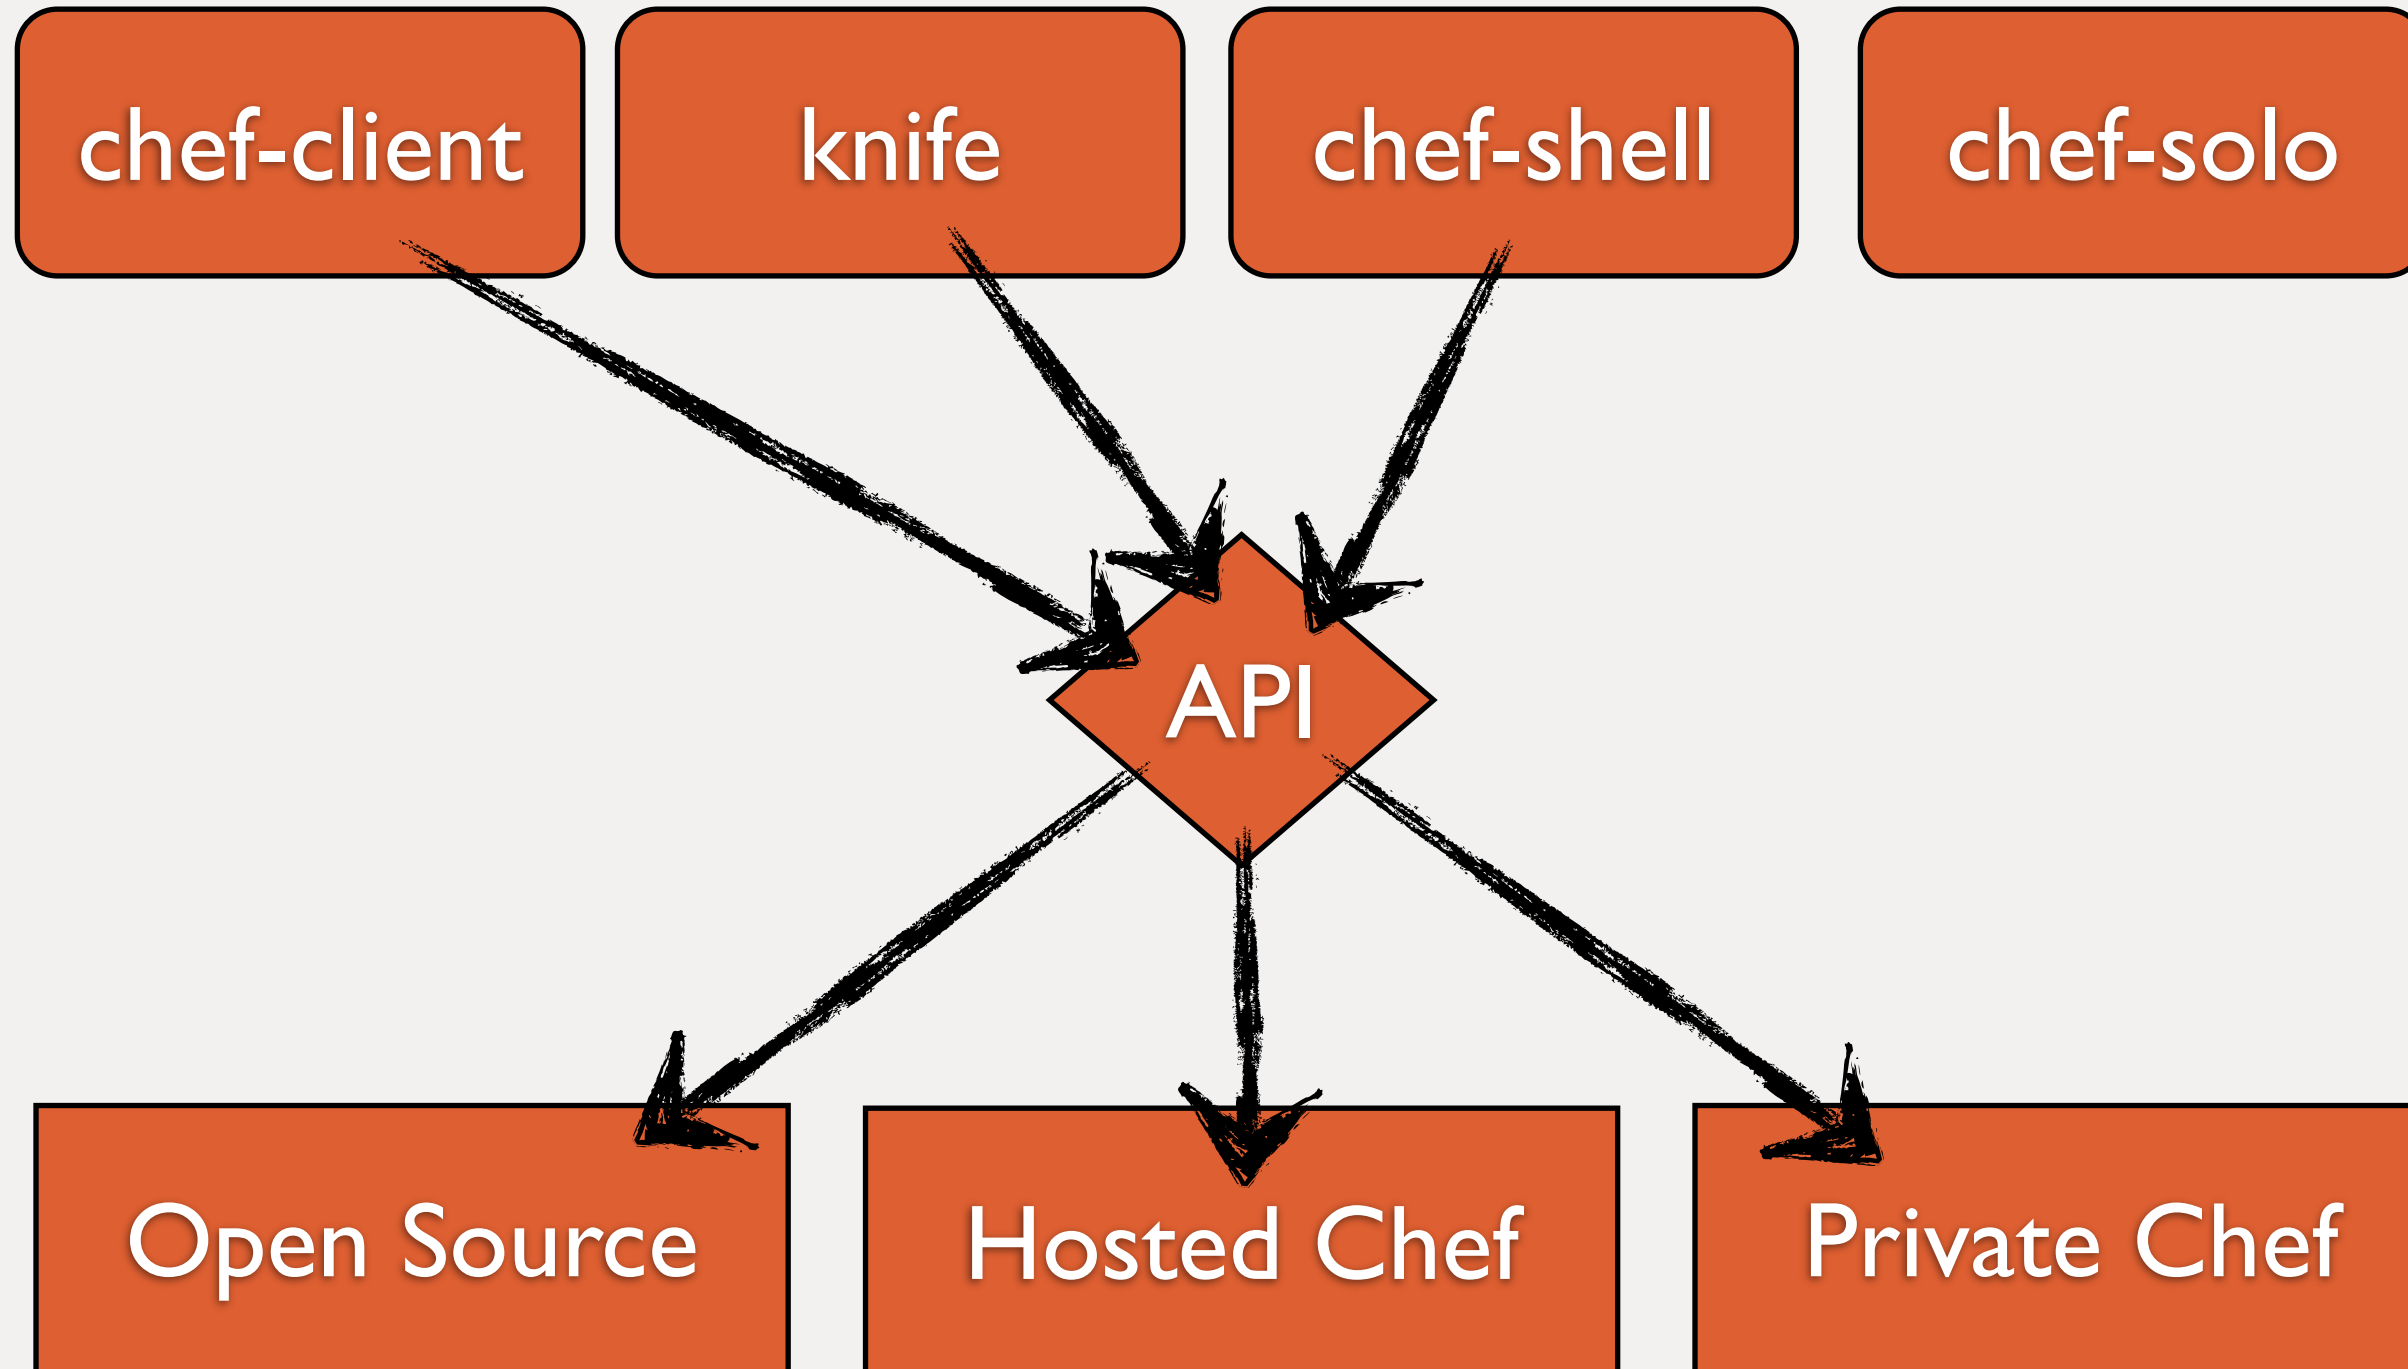 chef-client
knife
chef-shell
chef-solo
API
Open Source
Hosted Chef
Private Chef